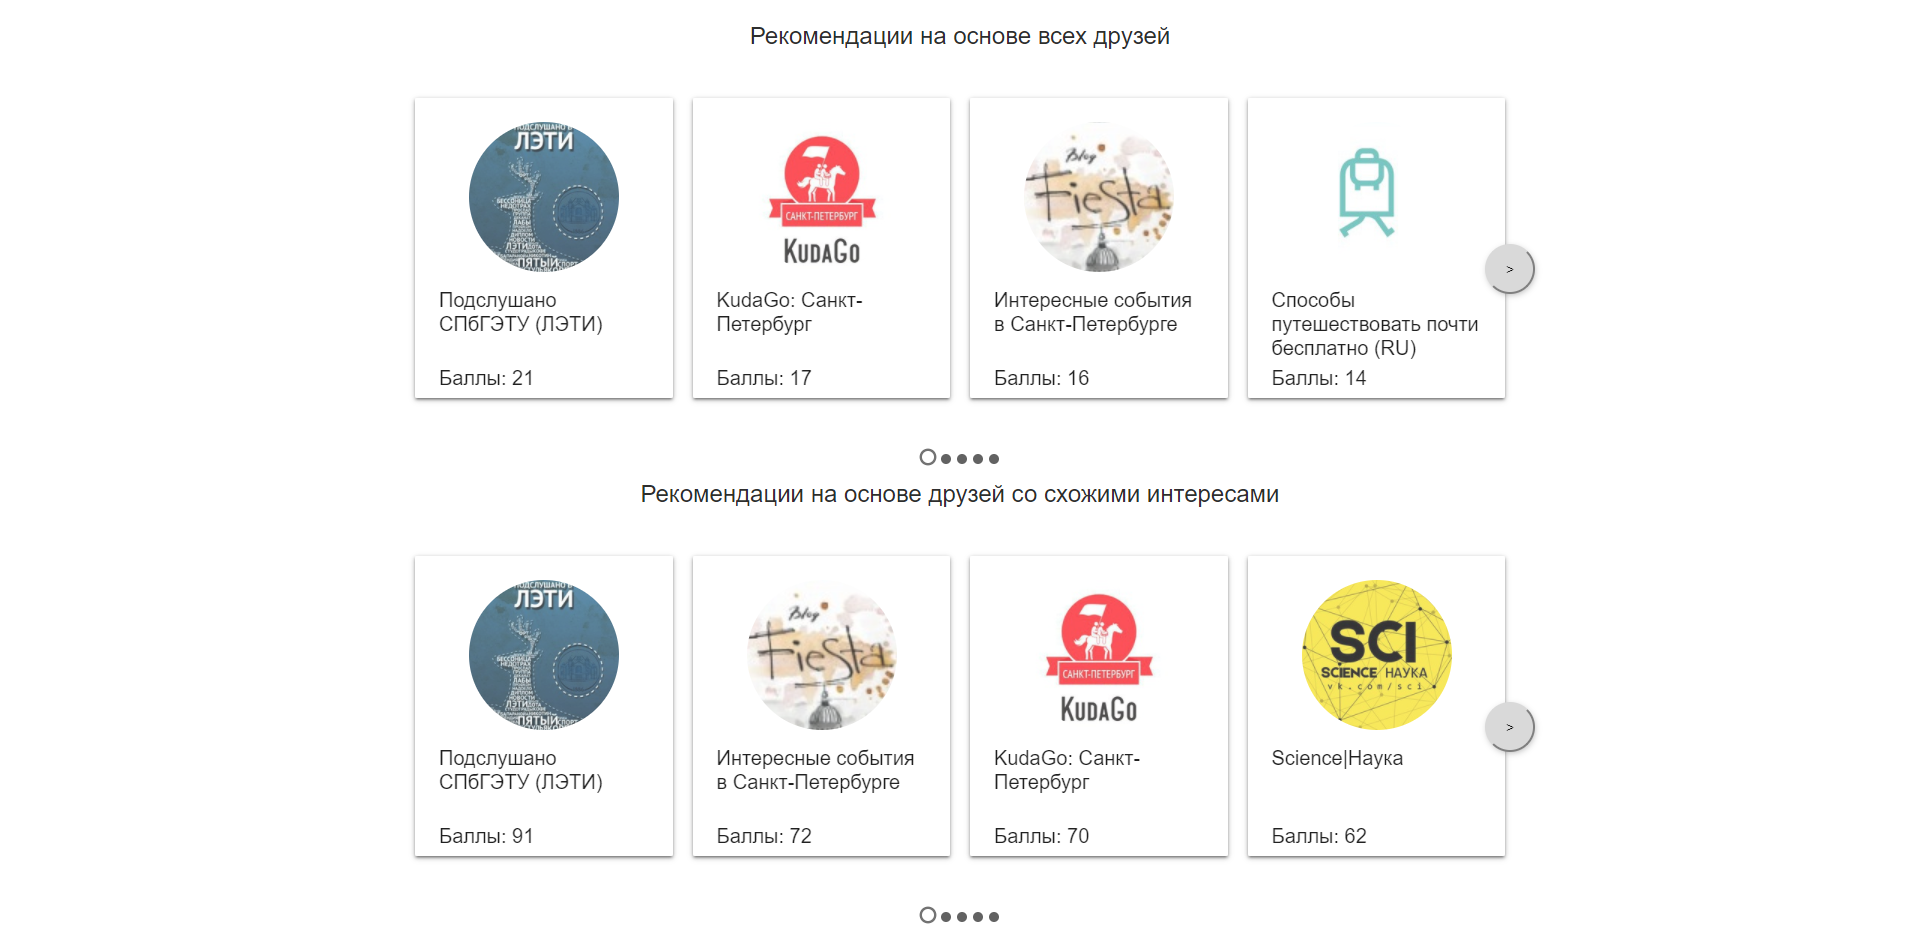 Рекомендации на основе всех друзей
ЛЭТИ
ПЯТЫЙ
САНКТ-ПЕТЕРБУРГ
KUDAGO
Blog
Fiesta
Подслушано
СПбГЭТУ (ЛЭТИ)
Баллы: 21
KudaGo: Санкт-
Петербург
Баллы: 17
Интересные события
в Санкт-Петербурге
Баллы: 16
Способы
путешествовать почти
бесплатно (RU)
Баллы: 14
>
Рекомендации на основе друзей со схожими интересами
ЛЭТИ
ПЯТЫЙ
Blog
Fiesta
САНКТ-ПЕТЕРБУРГ
KUDAGO
SCI
SCIENCE НАУКА
vk.com/sci
Подслушано
СПбГЭТУ (ЛЭТИ)
Баллы: 91
Интересные события
в Санкт-Петербурге
Баллы: 72
KudaGo: Санкт-
Петербург
Баллы: 70
Science|Наука
Баллы: 62
>